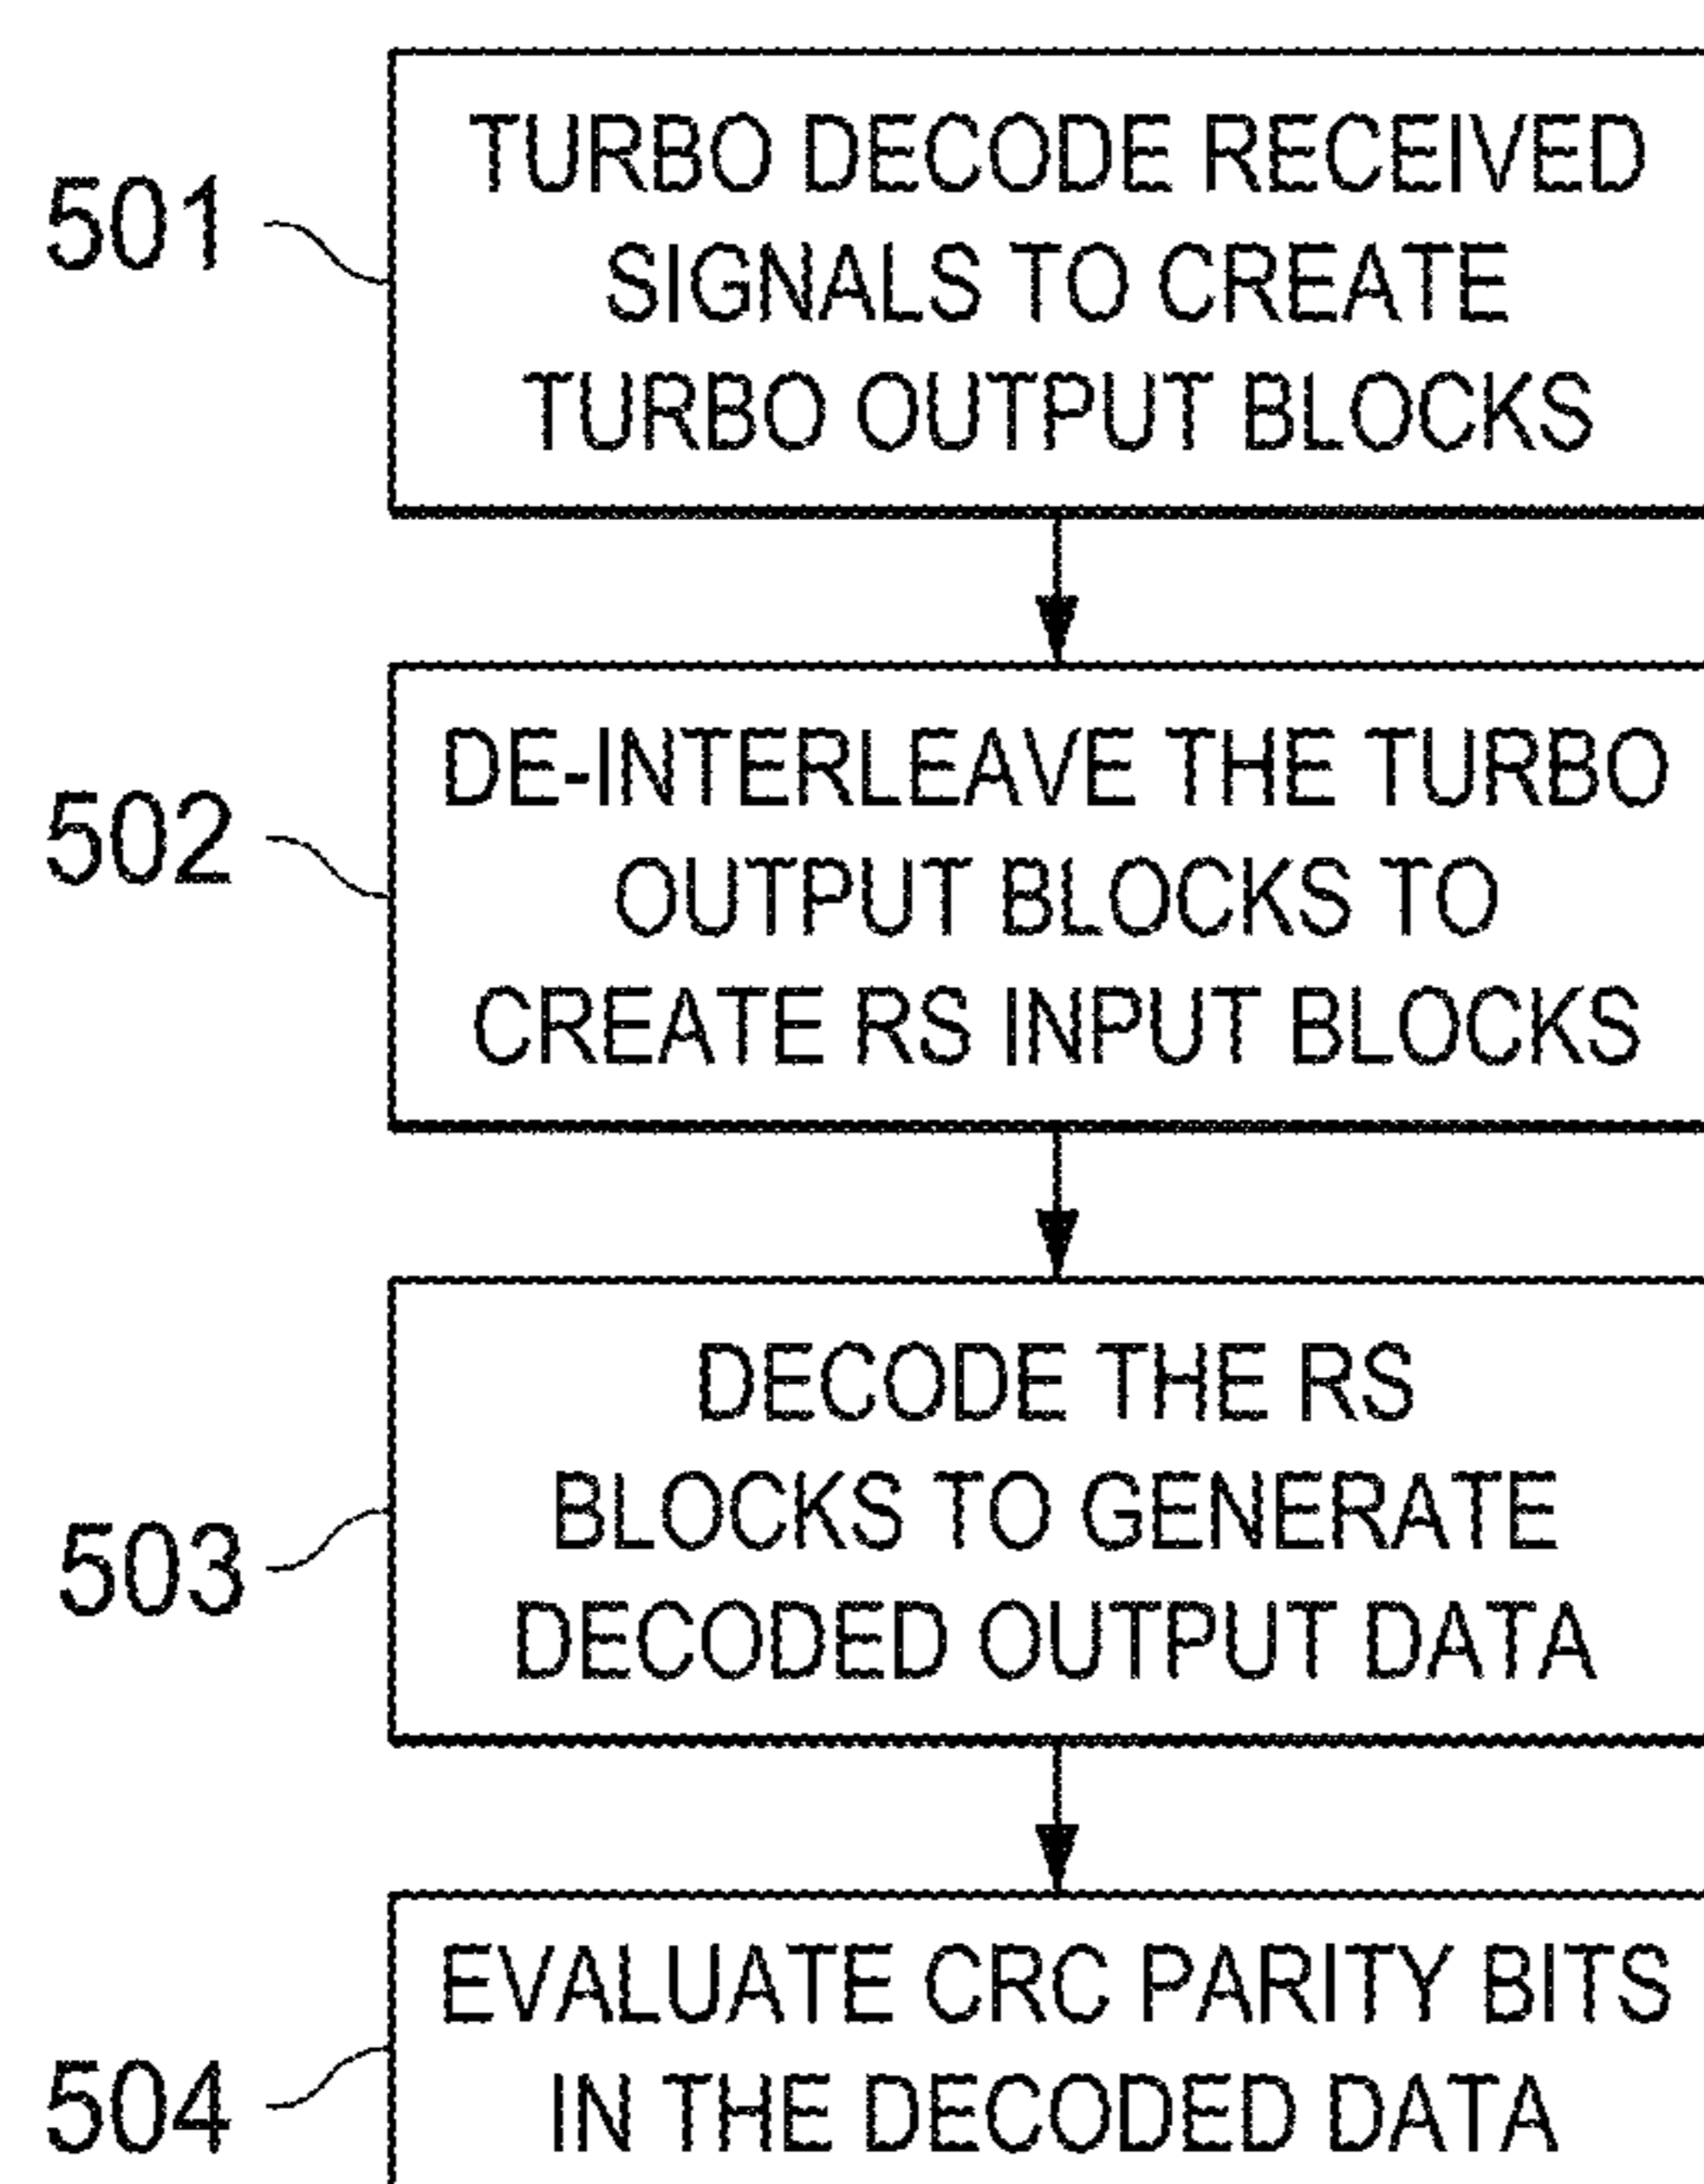 501
TURBO DECODE RECEIVED
SIGNALS TO CREATE
TURBO OUTPUT BLOCKS
502
DE-INTERLEAVE THE TURBO
OUTPUT BLOCKS TO
CREATE RS INPUT BLOCKS
503
DECODE THE RS
BLOCKS TO GENERATE
DECODED OUTPUT DATA
504
EVALUATE CRC PARITY BITS
IN THE DECODED DATA